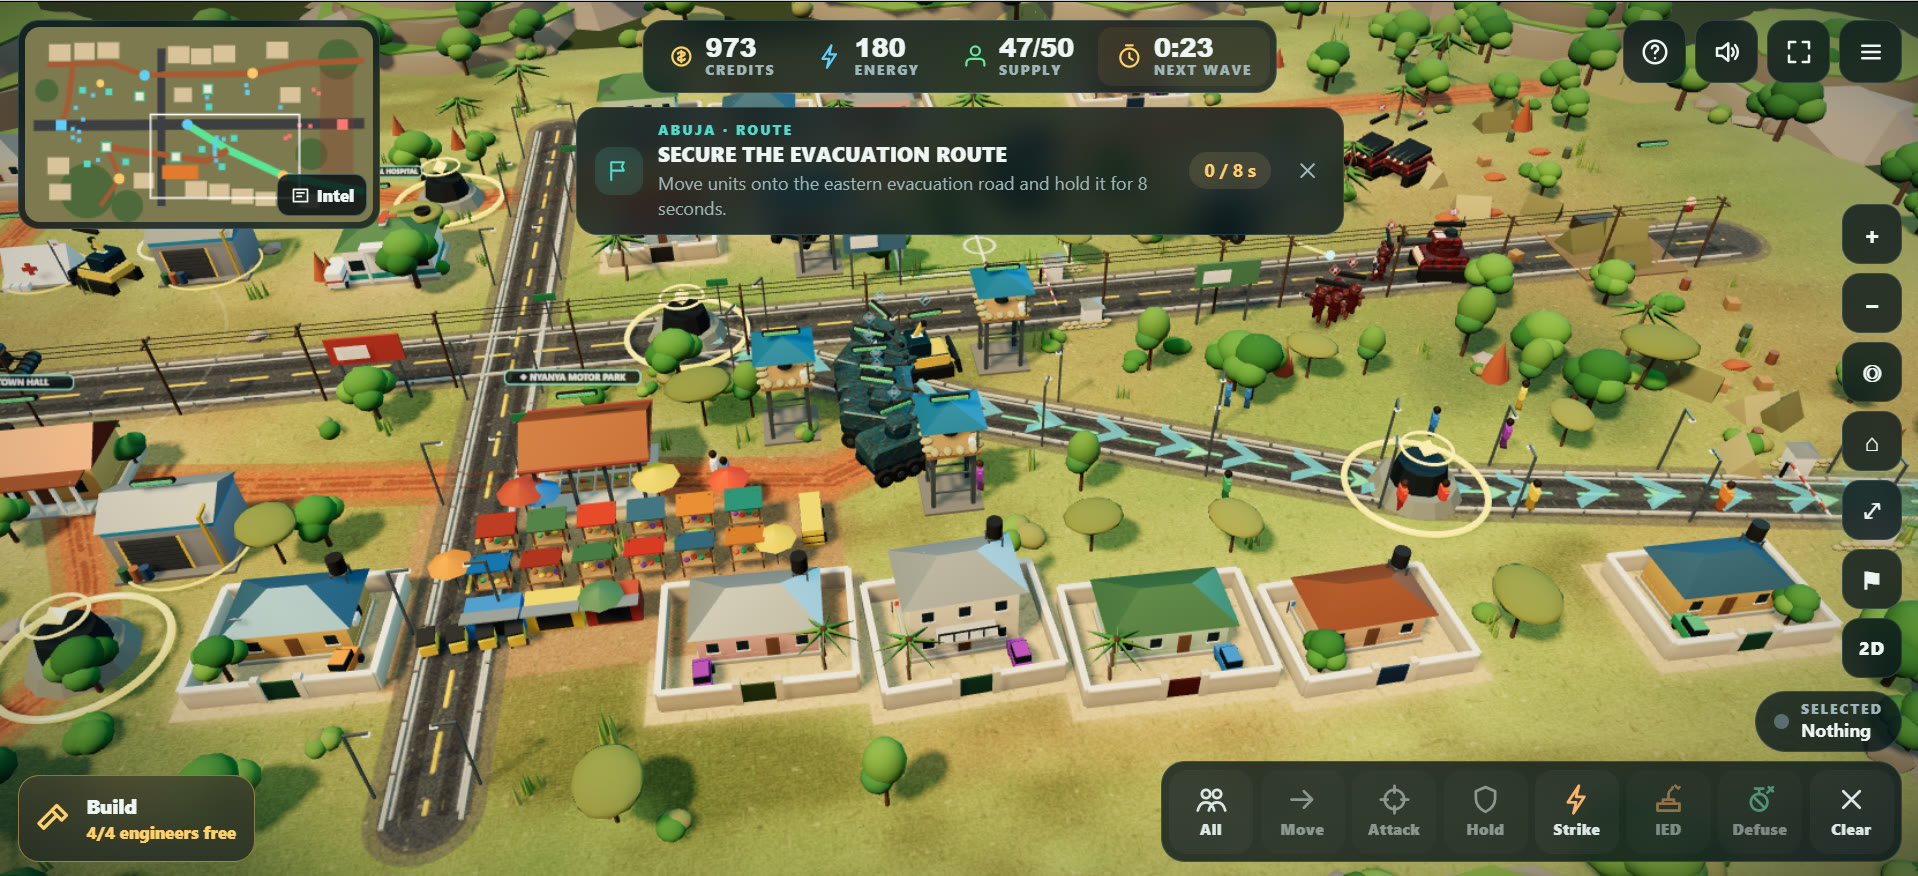 973
CREDITS
180
ENERGY
47/50
SUPPLY
0:23
NEXT WAVE
Intel
ABUJA · ROUTE
SECURE THE EVACUATION ROUTE
Move units onto the eastern evacuation road and hold it for 8
seconds.
0 / 8 s
HOSPITAL
TOWN HALL
NYANYA MOTOR PARK
2D
SELECTED
Nothing
Build
4/4 engineers free
All
Move
Attack
Hold
Strike
IED
Defuse
Clear